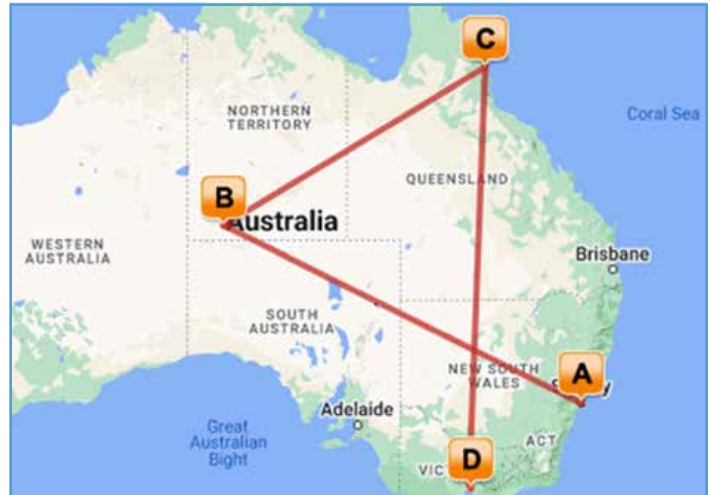 C
NORTHERN
TERRITORY
Coral Sea
QUEENSLAND
B
Australia
WESTERN
AUSTRALIA
Brisbane
SOUTH
AUSTRALIA
NEW SOUTH
WALES
A
Adelaide
Great
Australian
Bight
ACT
D